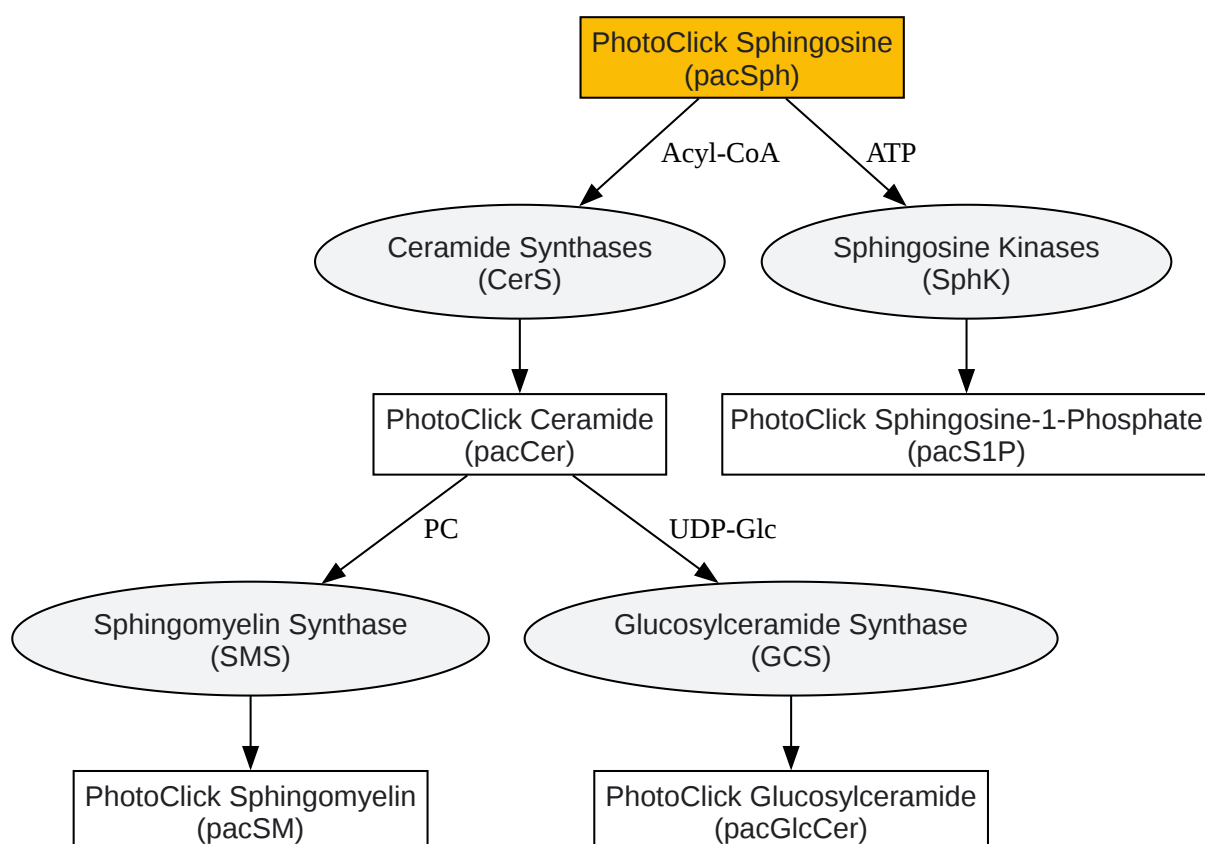 PhotoClick Sphingosine
(pacSph)
Acyl-CoA
ATP
Ceramide Synthases
(CerS)
Sphingosine Kinases
(SphK)
PhotoClick Ceramide
(pacCer)
PhotoClick Sphingosine-1-Phosphate
(pacS1P)
PC
UDP-Glc
Sphingomyelin Synthase
(SMS)
Glucosylceramide Synthase
(GCS)
PhotoClick Sphingomyelin
(pacSM)
PhotoClick Glucosylceramide
(pacGlcCer)